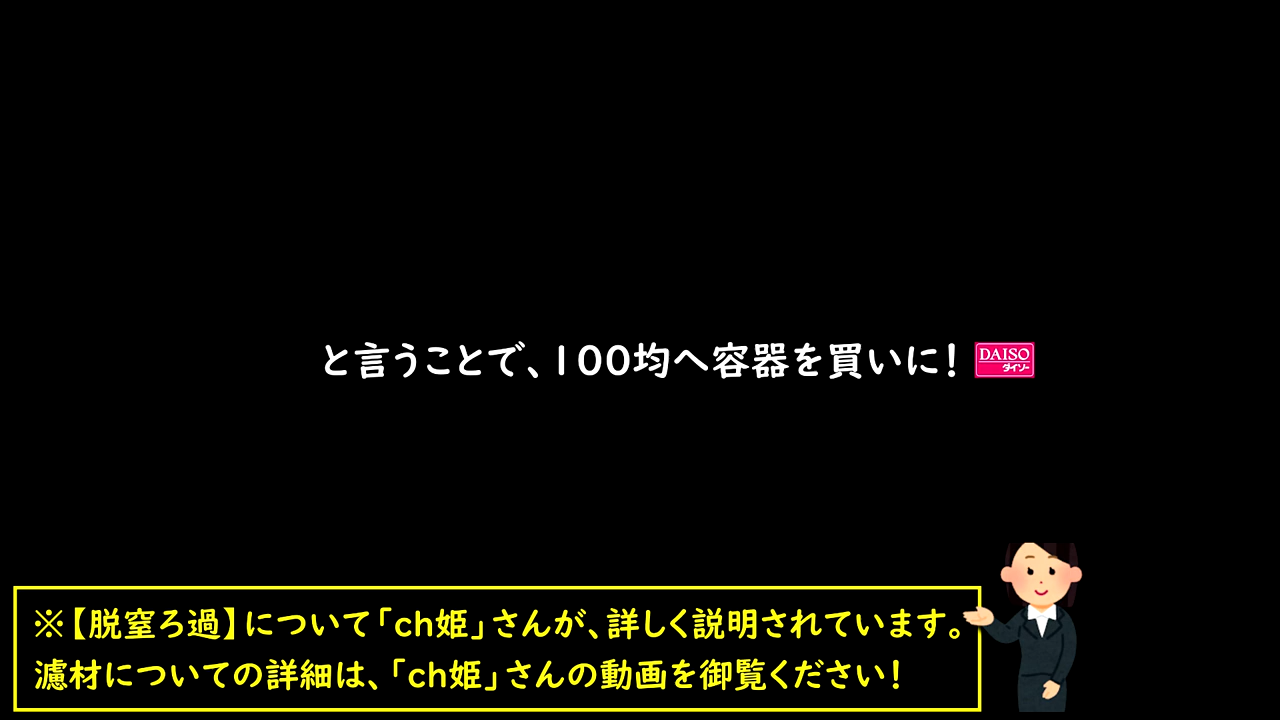 と言うことで、100均へ容器を買いに！
DAISO
ダイソー
※【脱窒ろ過】について「ch姫」さんが、詳しく説明されています。
濾材についての詳細は、「ch姫」さんの動画を御覧ください！